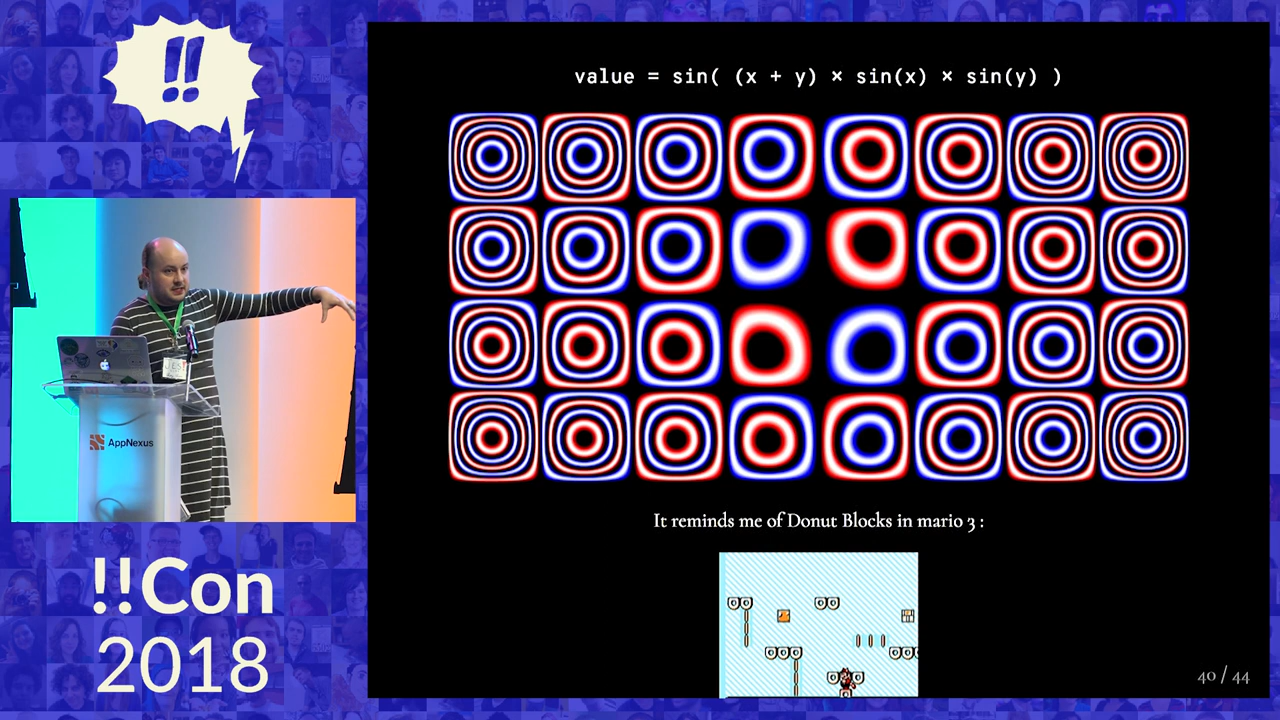 !!
value = sin( (x + y) × sin(x) × sin(y) )
It reminds me of Donut Blocks in mario 3 :
AppNexus
!!Con
2018
40 / 44